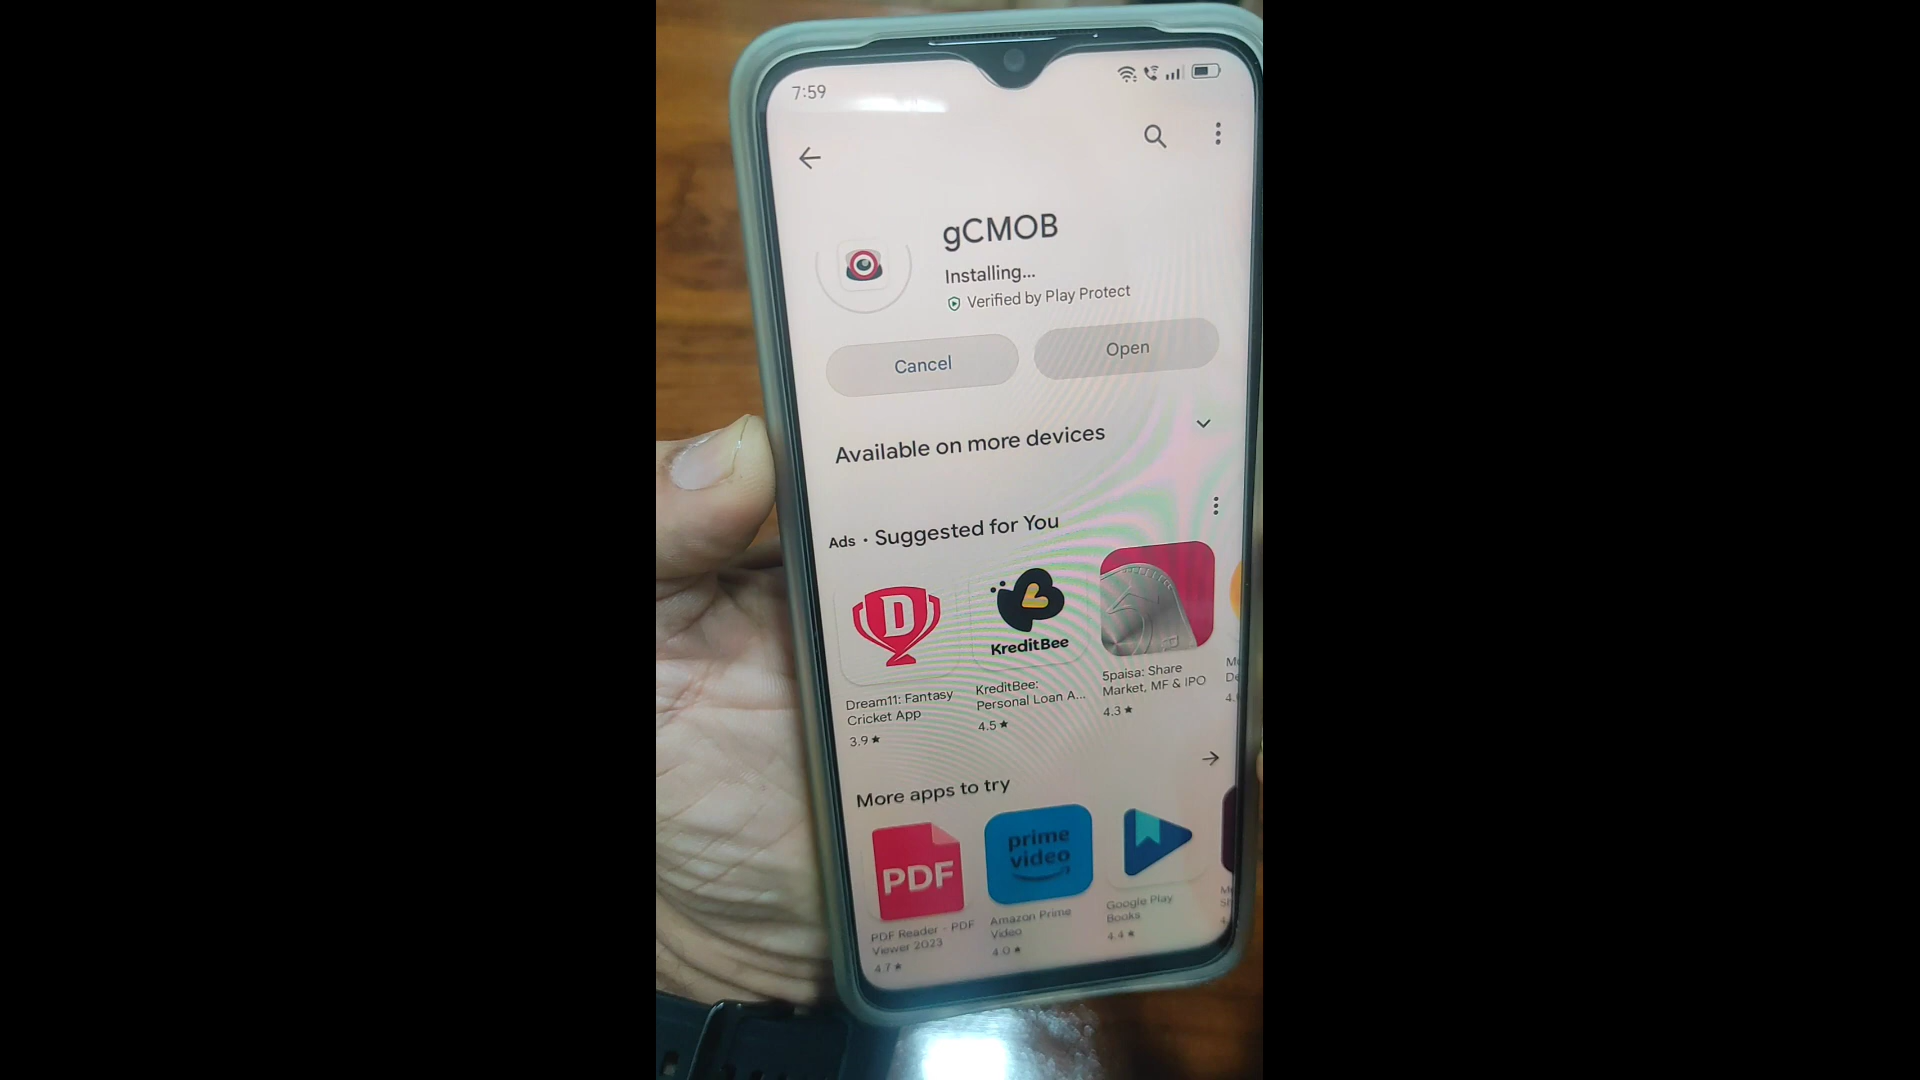 7:59
gCMOB
Installing...
Verified by Play Protect
Cancel
Open
Available on more devices
Ads · Suggested for You
D
KreditBee
Dream11: Fantasy
Cricket App
3.9 ★
KreditBee:
Personal Loan A...
4.5 ★
5paisa: Share
Market, MF & IPO
4.3 ★
4.
More apps to try
PDF
prime
video
PDF Reader - PDF
Viewer 2023
4.7 ★
Amazon Prime
Video
4.0 ★
Google Play
Books
4.4 ★